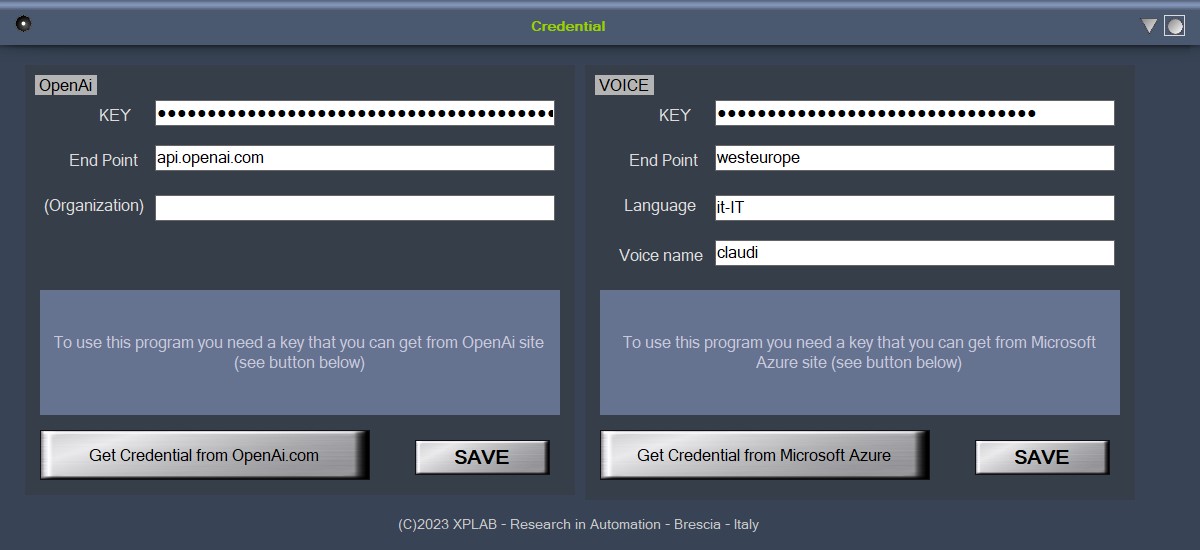 Credential
OpenAi
KEY
●●●●●●●●●●●●●●●●●●●●●●●●●●●●●●●●●●●●●●●●
End Point
api.openai.com
(Organization)
To use this program you need a key that you can get from OpenAi site
(see button below)
Get Credential from OpenAi.com
SAVE
VOICE
KEY
●●●●●●●●●●●●●●●●●●●●●●●●●●●●●●●●
End Point
westeurope
Language
it-IT
Voice name
claudi
To use this program you need a key that you can get from Microsoft
Azure site (see button below)
Get Credential from Microsoft Azure
SAVE
(C)2023 XPLAB - Research in Automation - Brescia - Italy